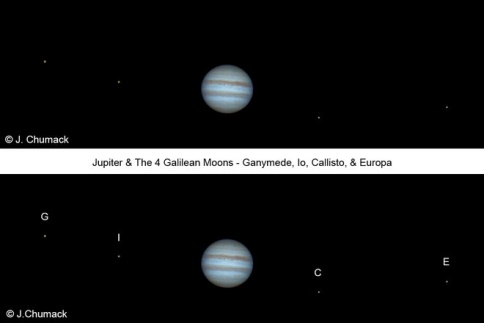 © J. Chumack
Jupiter & The 4 Galilean Moons - Ganymede, Io, Callisto, & Europa
G
I
C
E
© J.Chumack